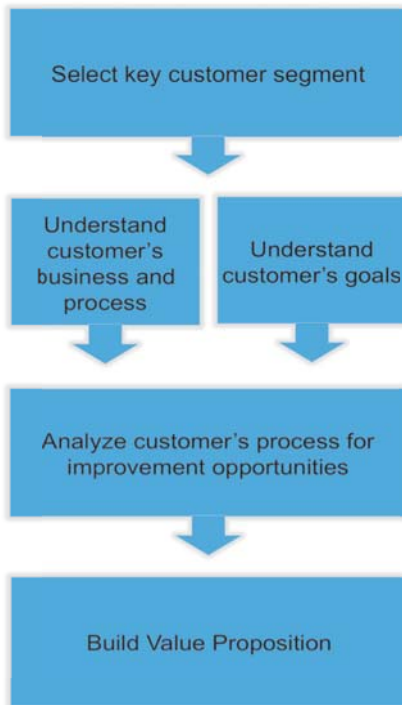 Select key customer segment
Understand
customer's
business and
process
Understand
customer's goals
Analyze customer's process for
improvement opportunities
Build Value Proposition